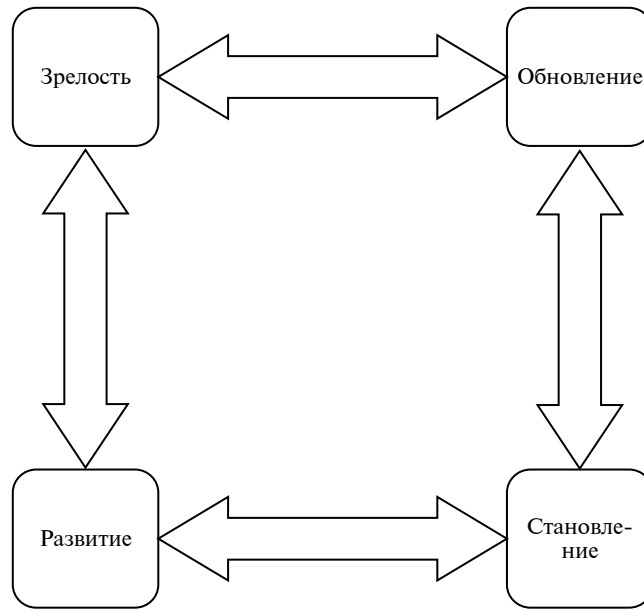 Зрелость
Обновление
Развитие
Становле-
ние